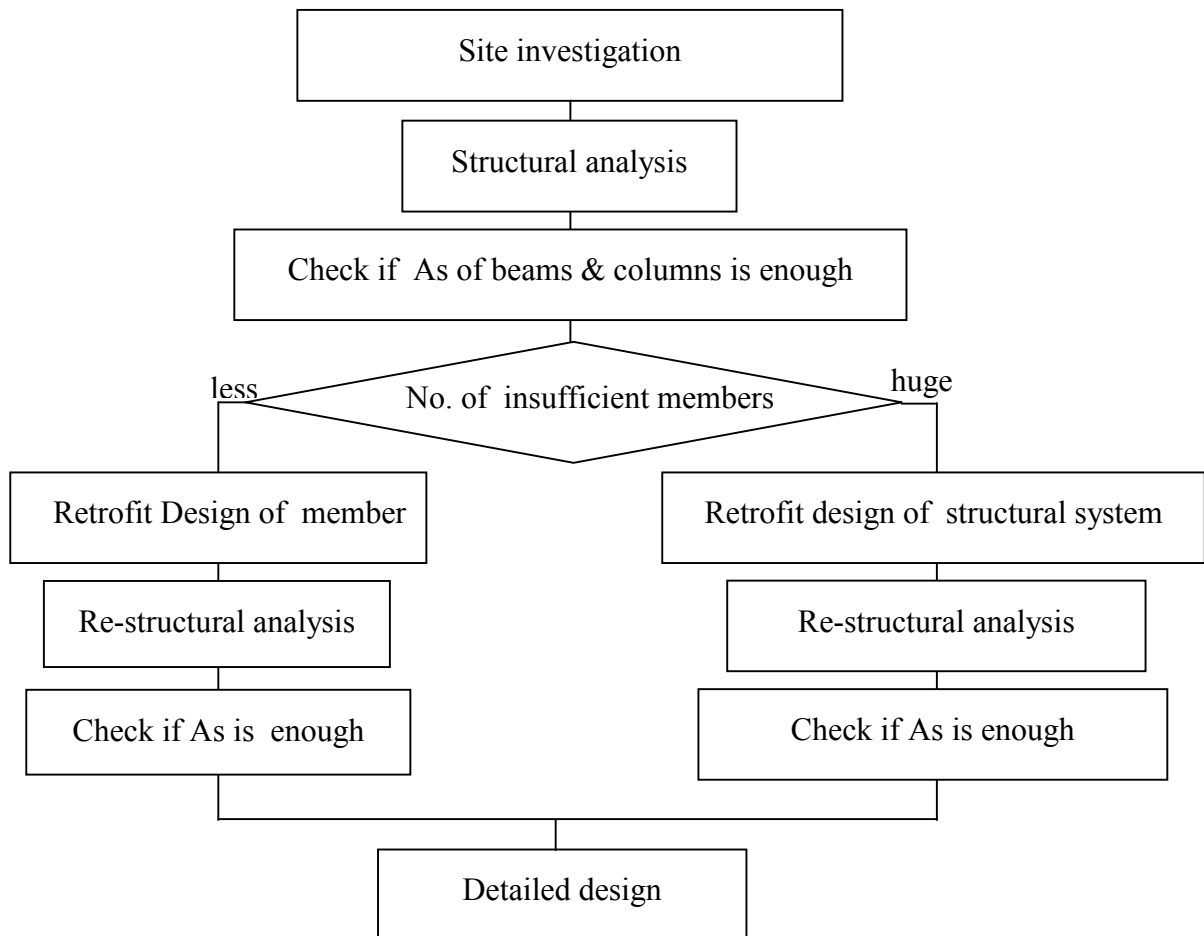 Site investigation
Structural analysis
Check if As of beams & columns is enough
less
No. of insufficient members
huge
Retrofit Design of member
Retrofit design of structural system
Re-structural analysis
Re-structural analysis
Check if As is enough
Check if As is enough
Detailed design